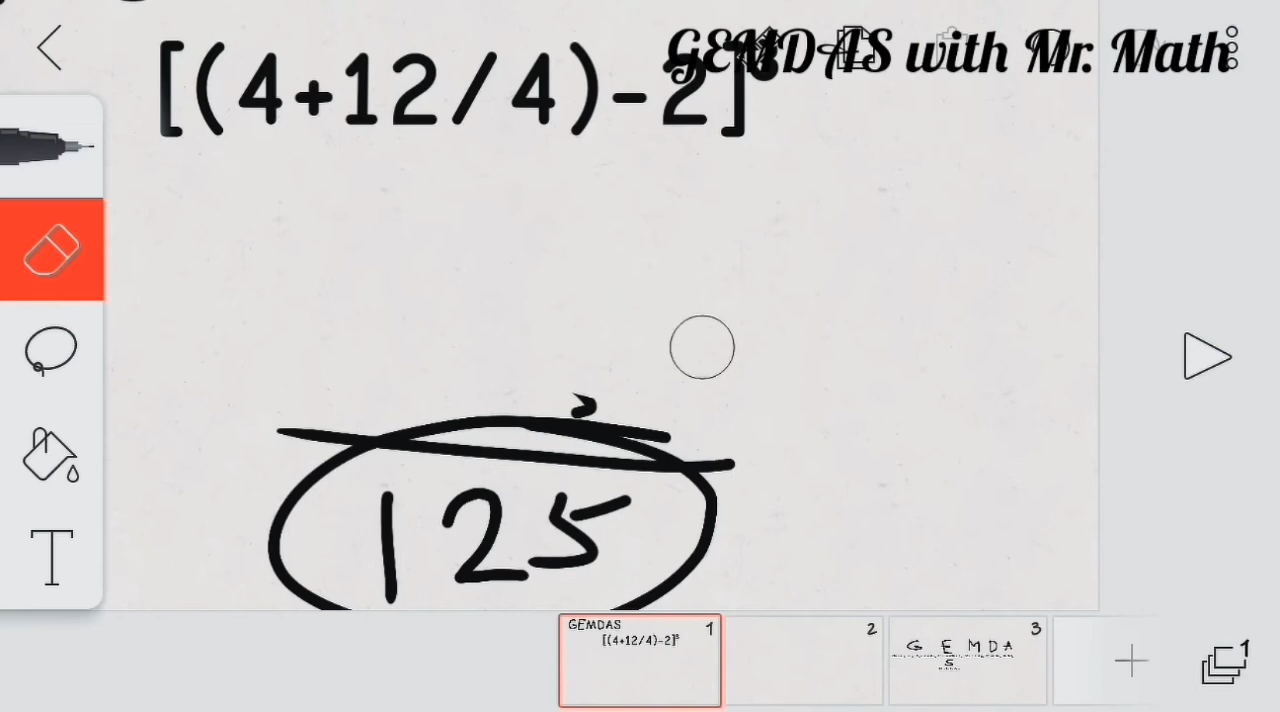 GEMDAS with Mr. Math
[(4+12/4)-2]³
125
GEMDAS 1
[(4+12/4)-2]³
2
G E M D A 3
S
1